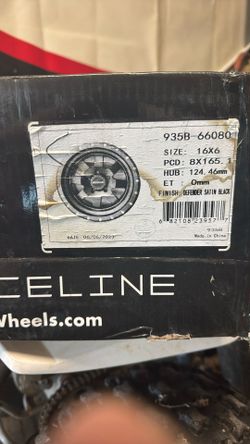 935B-66080
SIZE: 16X6
PCD: 8X165.1
HUB: 124.46mm
ET : 0mm
FINISH: DEFENDER SATIN BLACK
Made in China
CELINE
Wheels.com